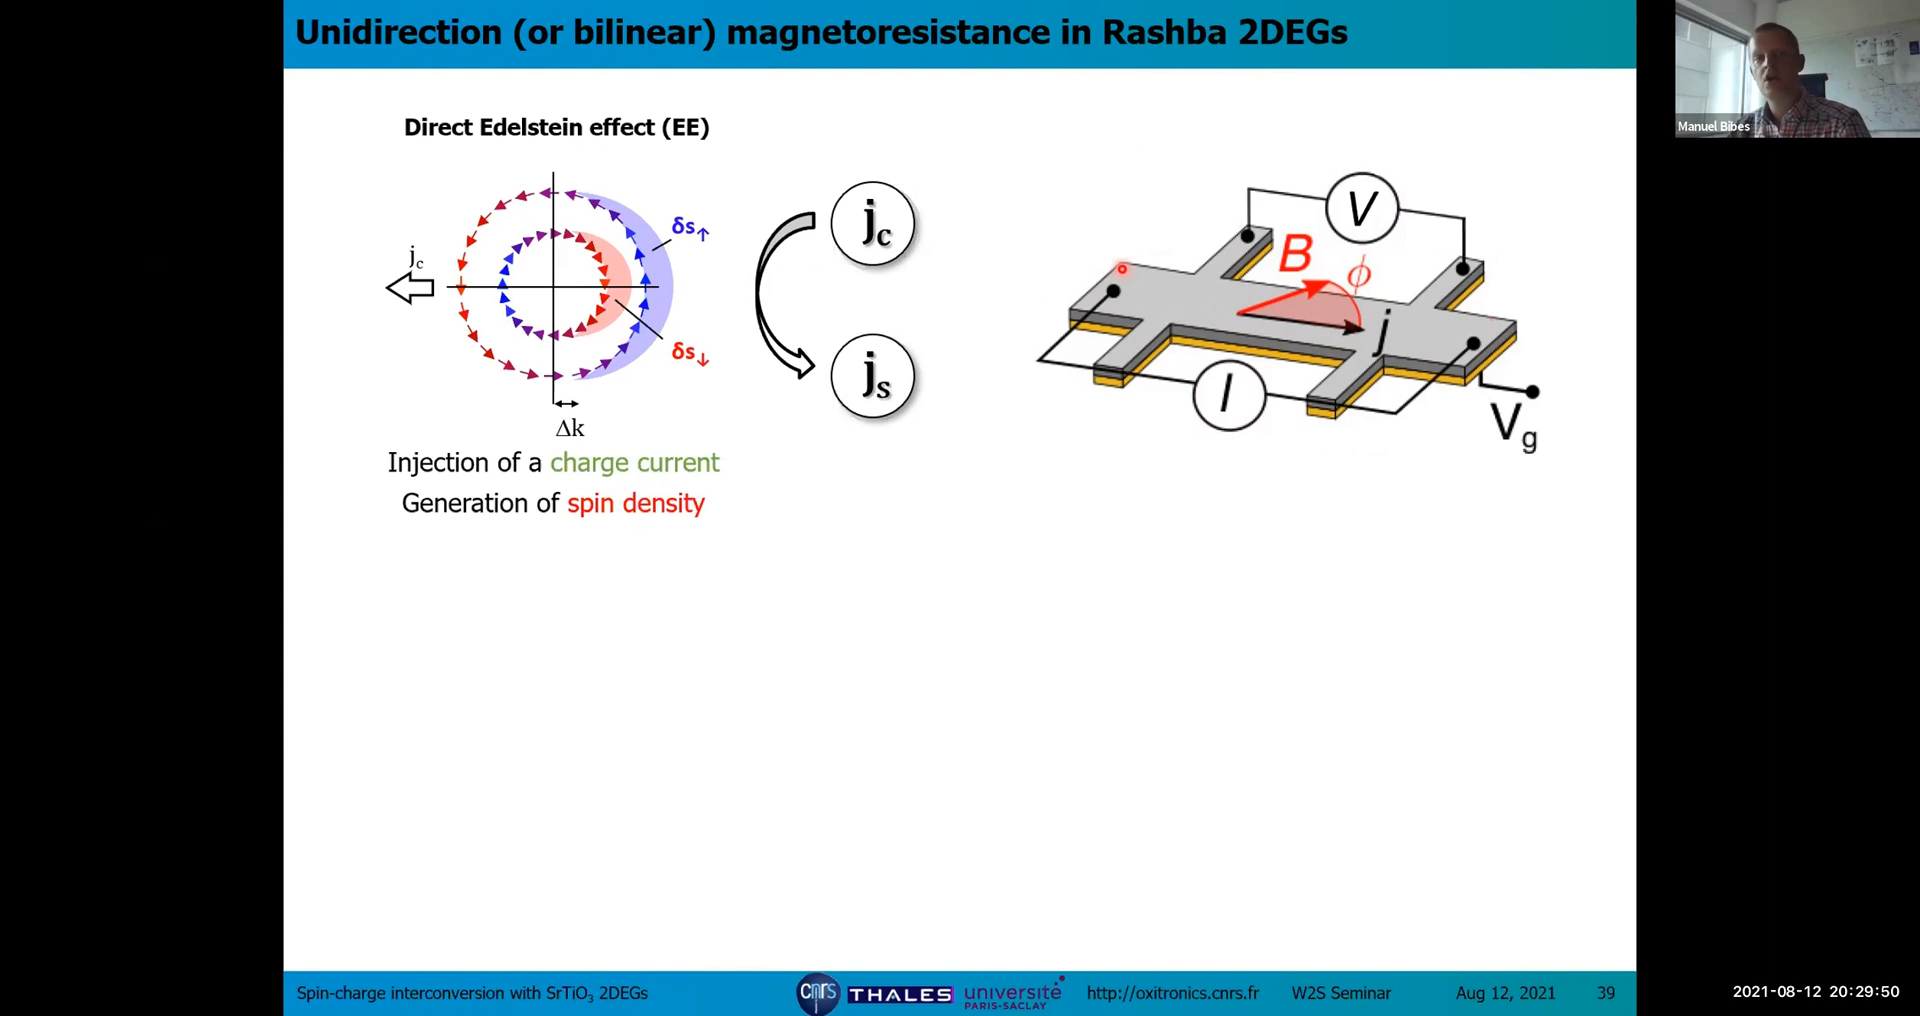 Unidirection (or bilinear) magnetoresistance in Rashba 2DEGs
Manuel Bibes
Direct Edelstein effect (EE)
δs↑
jc
δs↓
Δk
Injection of a charge current
Generation of spin density
jc
js
V
B
ϕ
j
I
Vg
Spin-charge interconversion with SrTiO3 2DEGs
cnrs
THALES
université
PARIS-SACLAY
http://oxitronics.cnrs.fr
W2S Seminar
Aug 12, 2021
39
2021-08-12 20:29:50